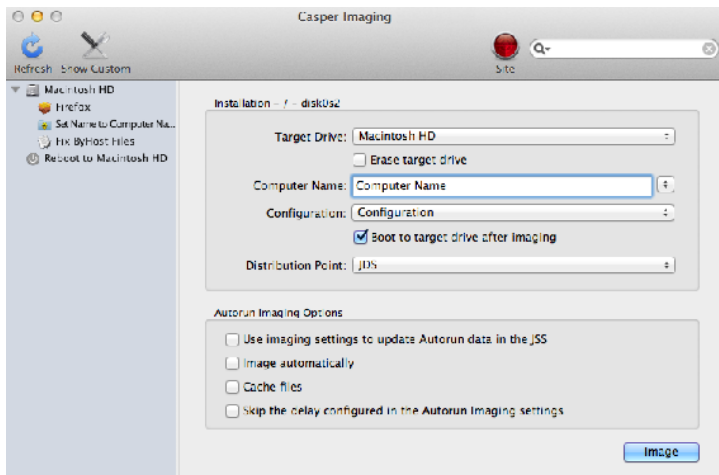 Casper Imaging
Refresh Show Custom
Site
Macintosh HD
Firefox
Set Name to Computer Na...
Fix ByHost Files
Reboot to Macintosh HD
Installation - / - disk0s2
Target Drive: Macintosh HD
Erase target drive
Computer Name: Computer Name
Configuration: Configuration
Boot to target drive after imaging
Distribution Point: JDS
Autorun Imaging Options
Use imaging settings to update Autorun data in the JSS
Image automatically
Cache files
Skip the delay configured in the Autorun Imaging settings
Image